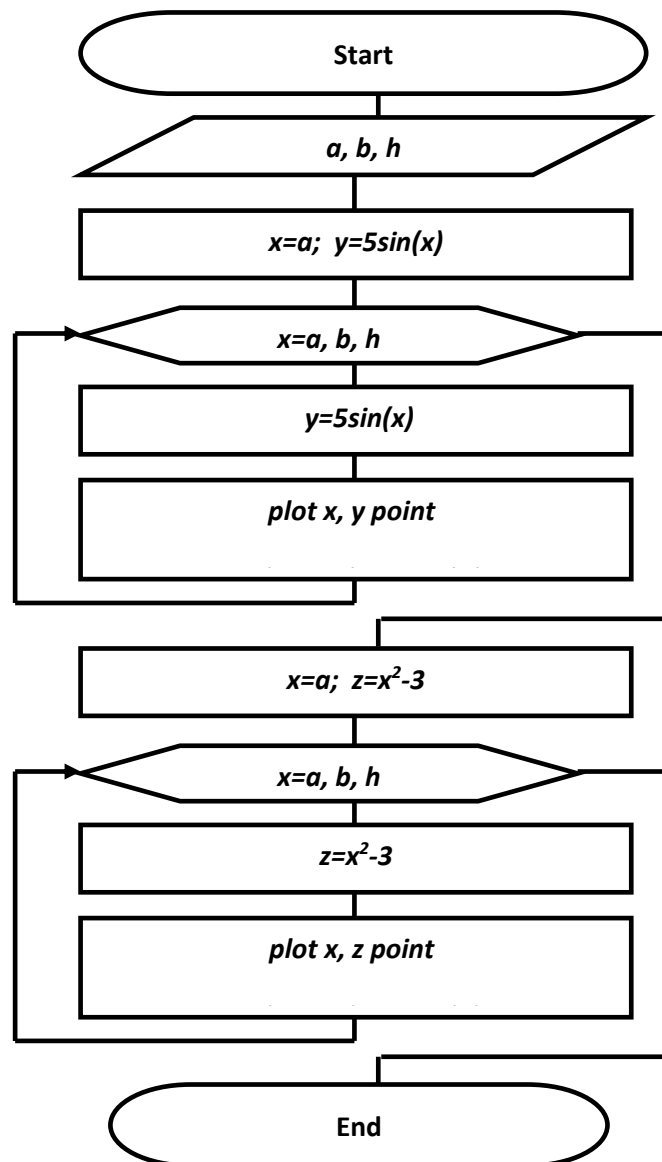 Start
a, b, h
x=a; y=5sin(x)
x=a, b, h
y=5sin(x)
plot x, y point
x=a; z=x²-3
x=a, b, h
z=x²-3
plot x, z point
End